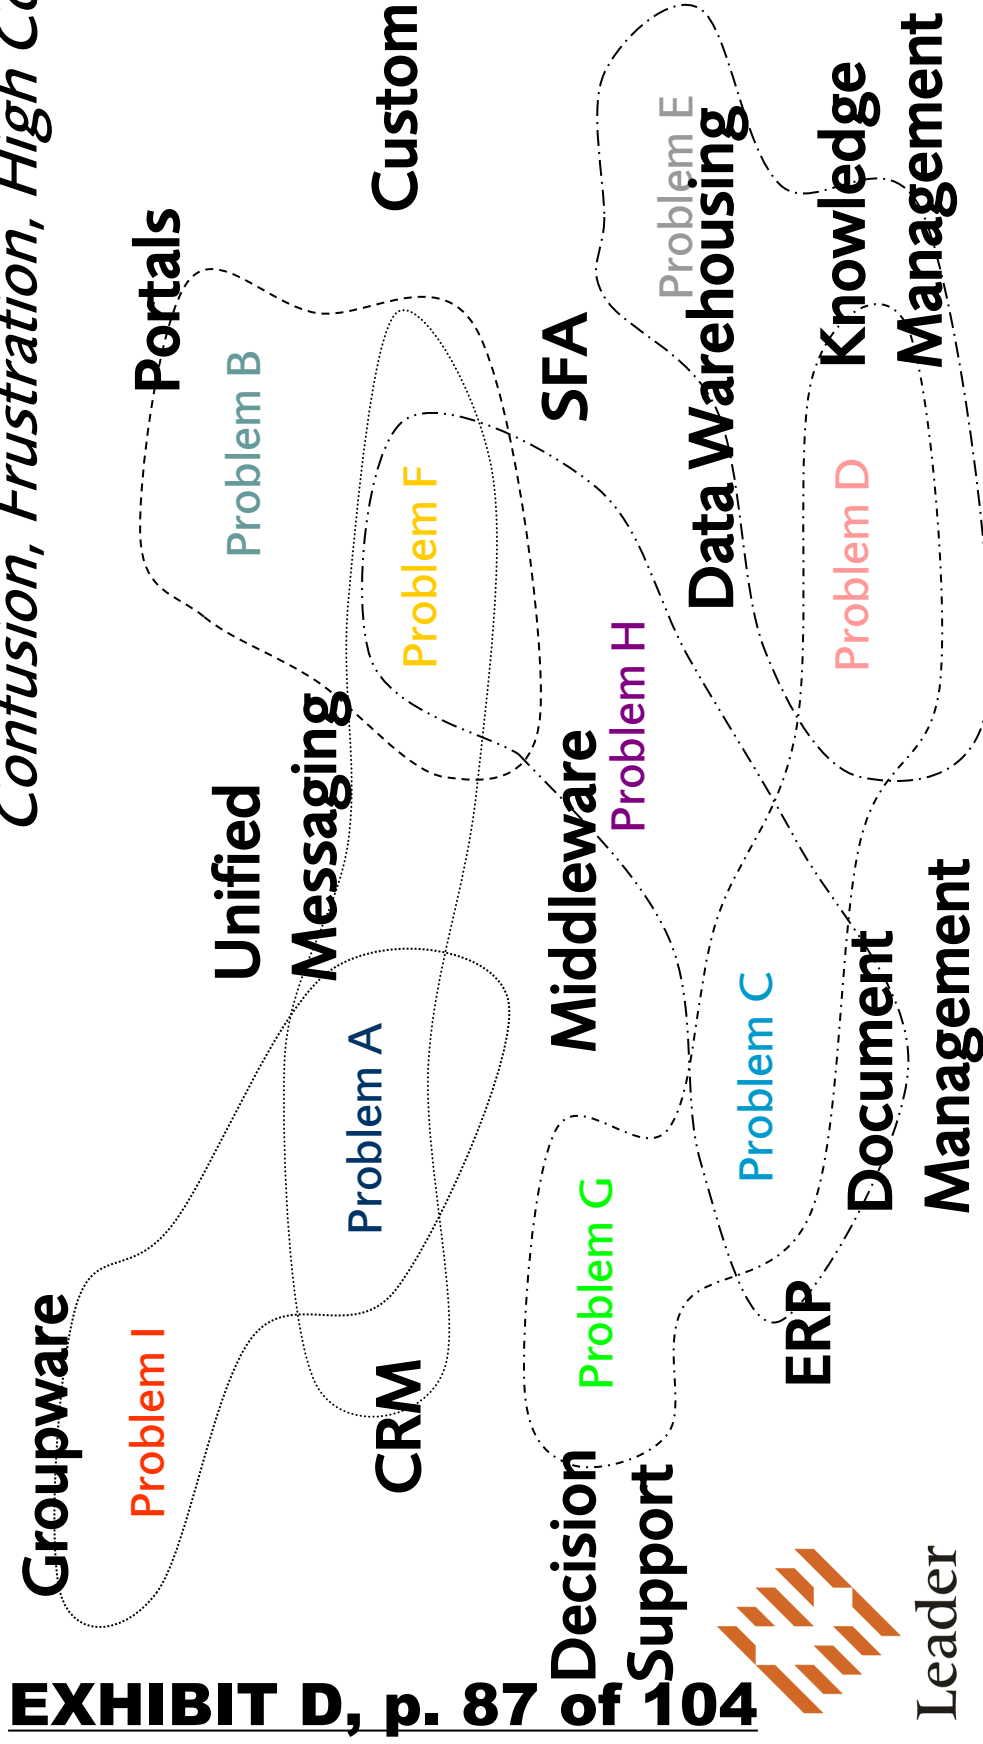 Confusion, Frustration, High
Groupware
Portals
Problem I
Problem B
Unified
Messaging
Problem A
CRM
Problem F
Custom
Decision
Support
Problem G
Middleware
Problem H
SFA
Problem E
Data Warehousing
Problem C
ERP
Document
Management
Problem D
Knowledge
Management
Leader
EXHIBIT D, p. 87 of 104